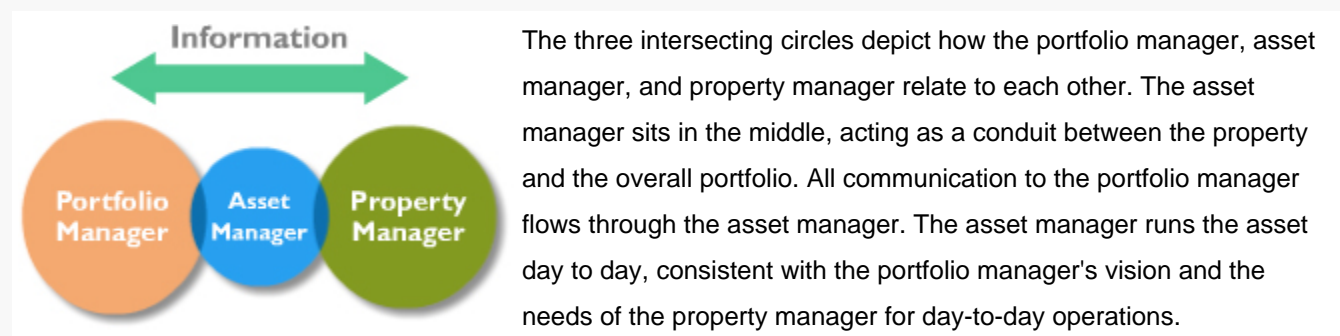 Information
Portfolio
Manager
Asset
Manager
Property
Manager
The three intersecting circles depict how the portfolio manager, asset
manager, and property manager relate to each other. The asset
manager sits in the middle, acting as a conduit between the property
and the overall portfolio. All communication to the portfolio manager
flows through the asset manager. The asset manager runs the asset
day to day, consistent with the portfolio manager's vision and the
needs of the property manager for day-to-day operations.